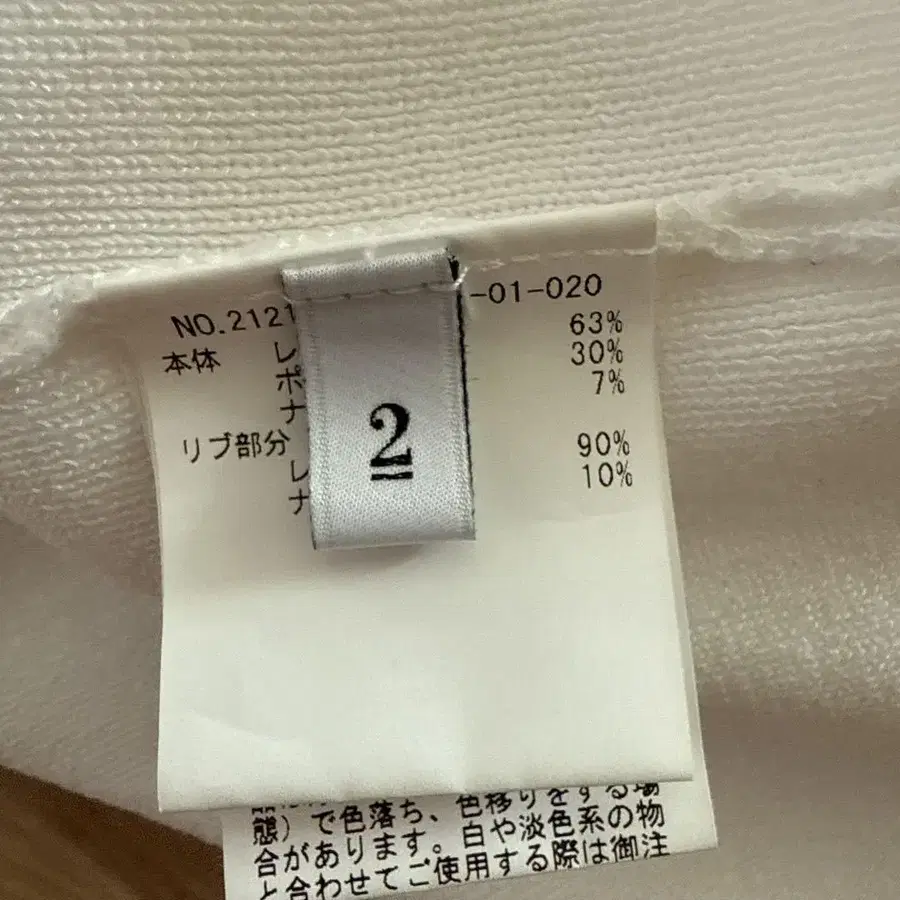 NO.2121 -01-020
本体 レ 63%
ポ 30%
ナ 7%
リブ部分
レ 90%
ナ 10%
2
態)で色落ち、色移りをする場
合があります。白や淡色系の物
と合わせてご使用する際は御注